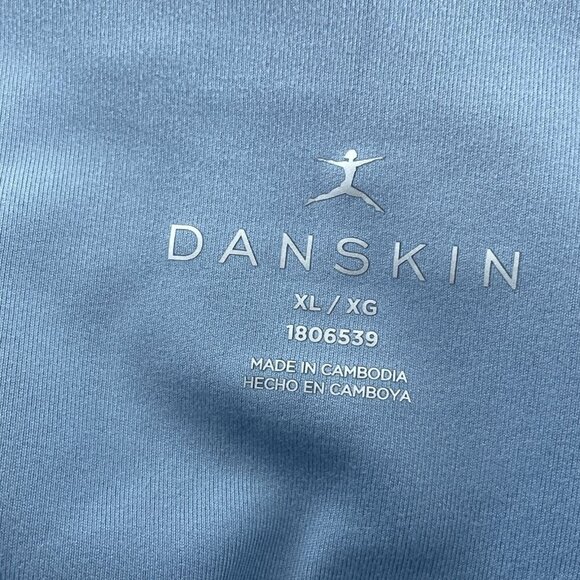 DANSKIN
XL / XG
1806539
MADE IN CAMBODIA
HECHO EN CAMBOYA